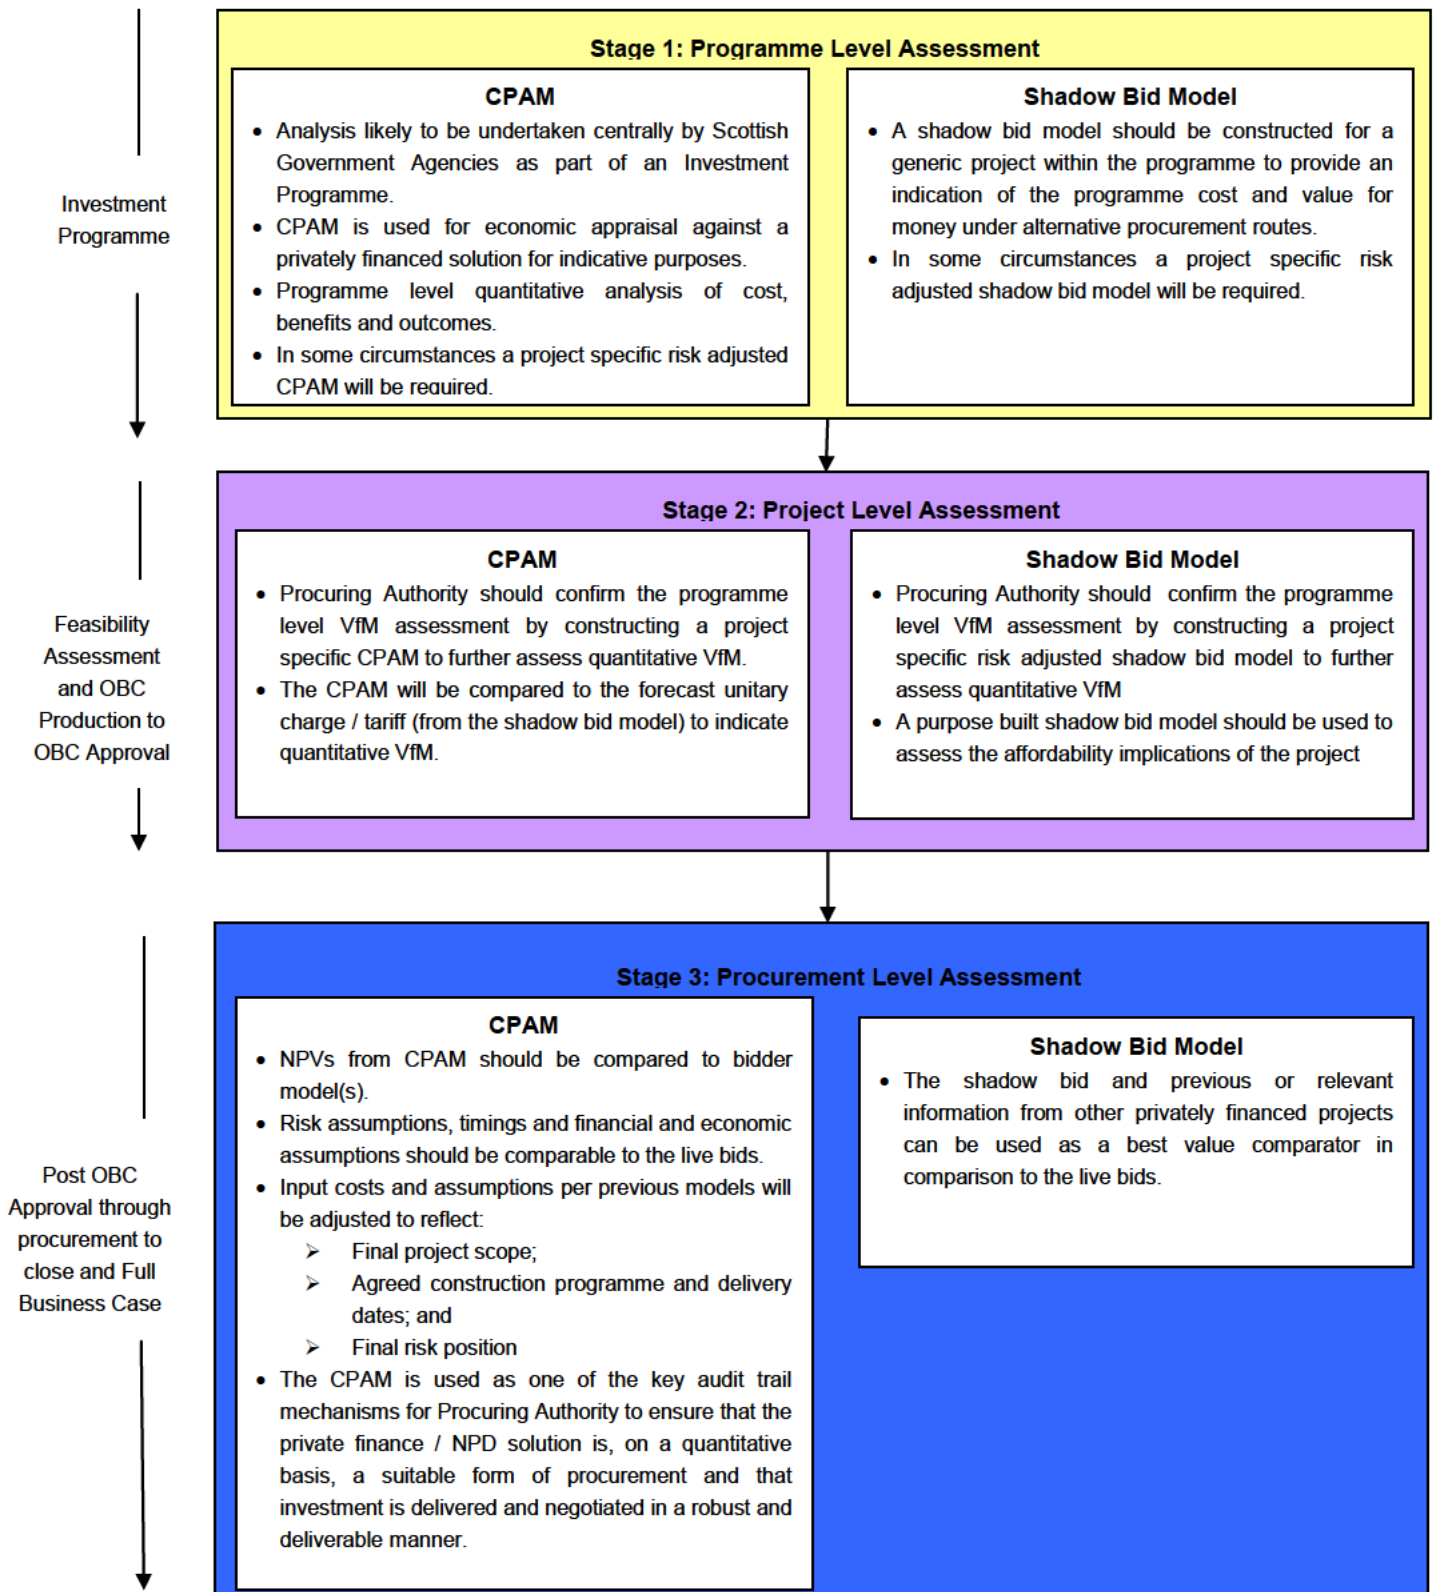 Stage 1: Programme Level Assessment
CPAM
• Analysis likely to be undertaken centrally by Scottish
Government Agencies as part of an Investment
Programme.
• CPAM is used for economic appraisal against a
privately financed solution for indicative purposes.
• Programme level quantitative analysis of cost,
benefits and outcomes.
• In some circumstances a project specific risk adjusted
CPAM will be required.
Shadow Bid Model
• A shadow bid model should be constructed for a
generic project within the programme to provide an
indication of the programme cost and value for
money under alternative procurement routes.
• In some circumstances a project specific risk
adjusted shadow bid model will be required.
Investment
Programme
Stage 2: Project Level Assessment
CPAM
• Procuring Authority should confirm the programme
level VfM assessment by constructing a project
specific CPAM to further assess quantitative VfM.
• The CPAM will be compared to the forecast unitary
charge / tariff (from the shadow bid model) to indicate
quantitative VfM.
Shadow Bid Model
• Procuring Authority should confirm the programme
level VfM assessment by constructing a project
specific risk adjusted shadow bid model to further
assess quantitative VfM
• A purpose built shadow bid model should be used to
assess the affordability implications of the project
Feasibility
Assessment
and OBC
Production to
OBC Approval
Stage 3: Procurement Level Assessment
CPAM
• NPVs from CPAM should be compared to bidder
model(s).
• Risk assumptions, timings and financial and economic
assumptions should be comparable to the live bids.
• Input costs and assumptions per previous models will
be adjusted to reflect:
➢ Final project scope;
➢ Agreed construction programme and delivery
dates; and
➢ Final risk position
• The CPAM is used as one of the key audit trail
mechanisms for Procuring Authority to ensure that the
private finance / NPD solution is, on a quantitative
basis, a suitable form of procurement and that
investment is delivered and negotiated in a robust and
deliverable manner.
Shadow Bid Model
• The shadow bid and previous or relevant
information from other privately financed projects
can be used as a best value comparator in
comparison to the live bids.
Post OBC
Approval through
procurement to
close and Full
Business Case